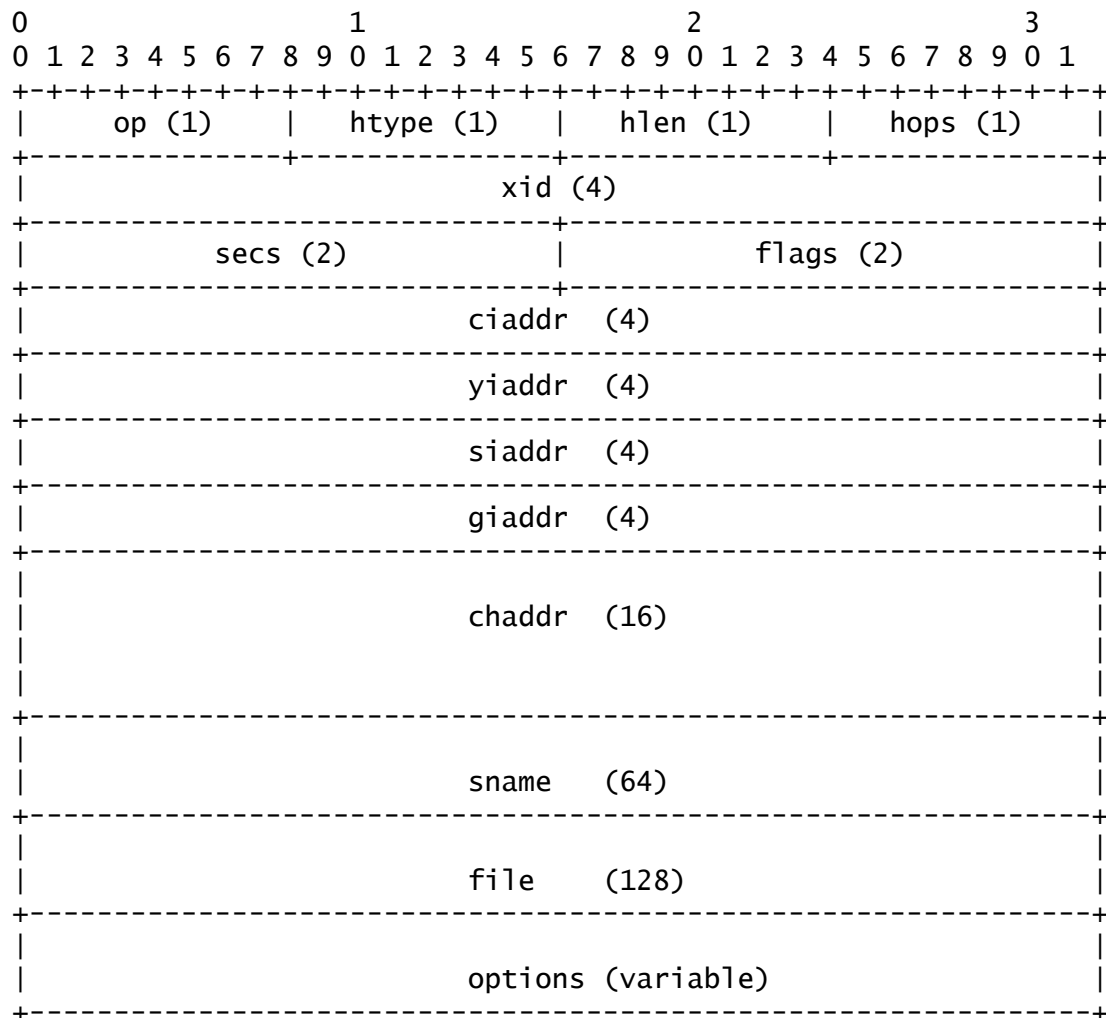 0                   1                   2                   3
0 1 2 3 4 5 6 7 8 9 0 1 2 3 4 5 6 7 8 9 0 1 2 3 4 5 6 7 8 9 0 1
+-+-+-+-+-+-+-+-+-+-+-+-+-+-+-+-+-+-+-+-+-+-+-+-+-+-+-+-+-+-+-+-+
|     op (1)    |   htype (1)   |   hlen (1)    |   hops (1)    |
+---------------+---------------+---------------+---------------+
|                            xid (4)                            |
+-------------------------------+-------------------------------+
|           secs (2)            |           flags (2)           |
+-------------------------------+-------------------------------+
|                          ciaddr  (4)                          |
+---------------------------------------------------------------+
|                          yiaddr  (4)                          |
+---------------------------------------------------------------+
|                          siaddr  (4)                          |
+---------------------------------------------------------------+
|                          giaddr  (4)                          |
+---------------------------------------------------------------+
|                                                               |
|                          chaddr  (16)                         |
|                                                               |
|                                                               |
+---------------------------------------------------------------+
|                                                               |
|                          sname   (64)                         |
+---------------------------------------------------------------+
|                                                               |
|                          file    (128)                        |
+---------------------------------------------------------------+
|                                                               |
|                          options (variable)                   |
+---------------------------------------------------------------+